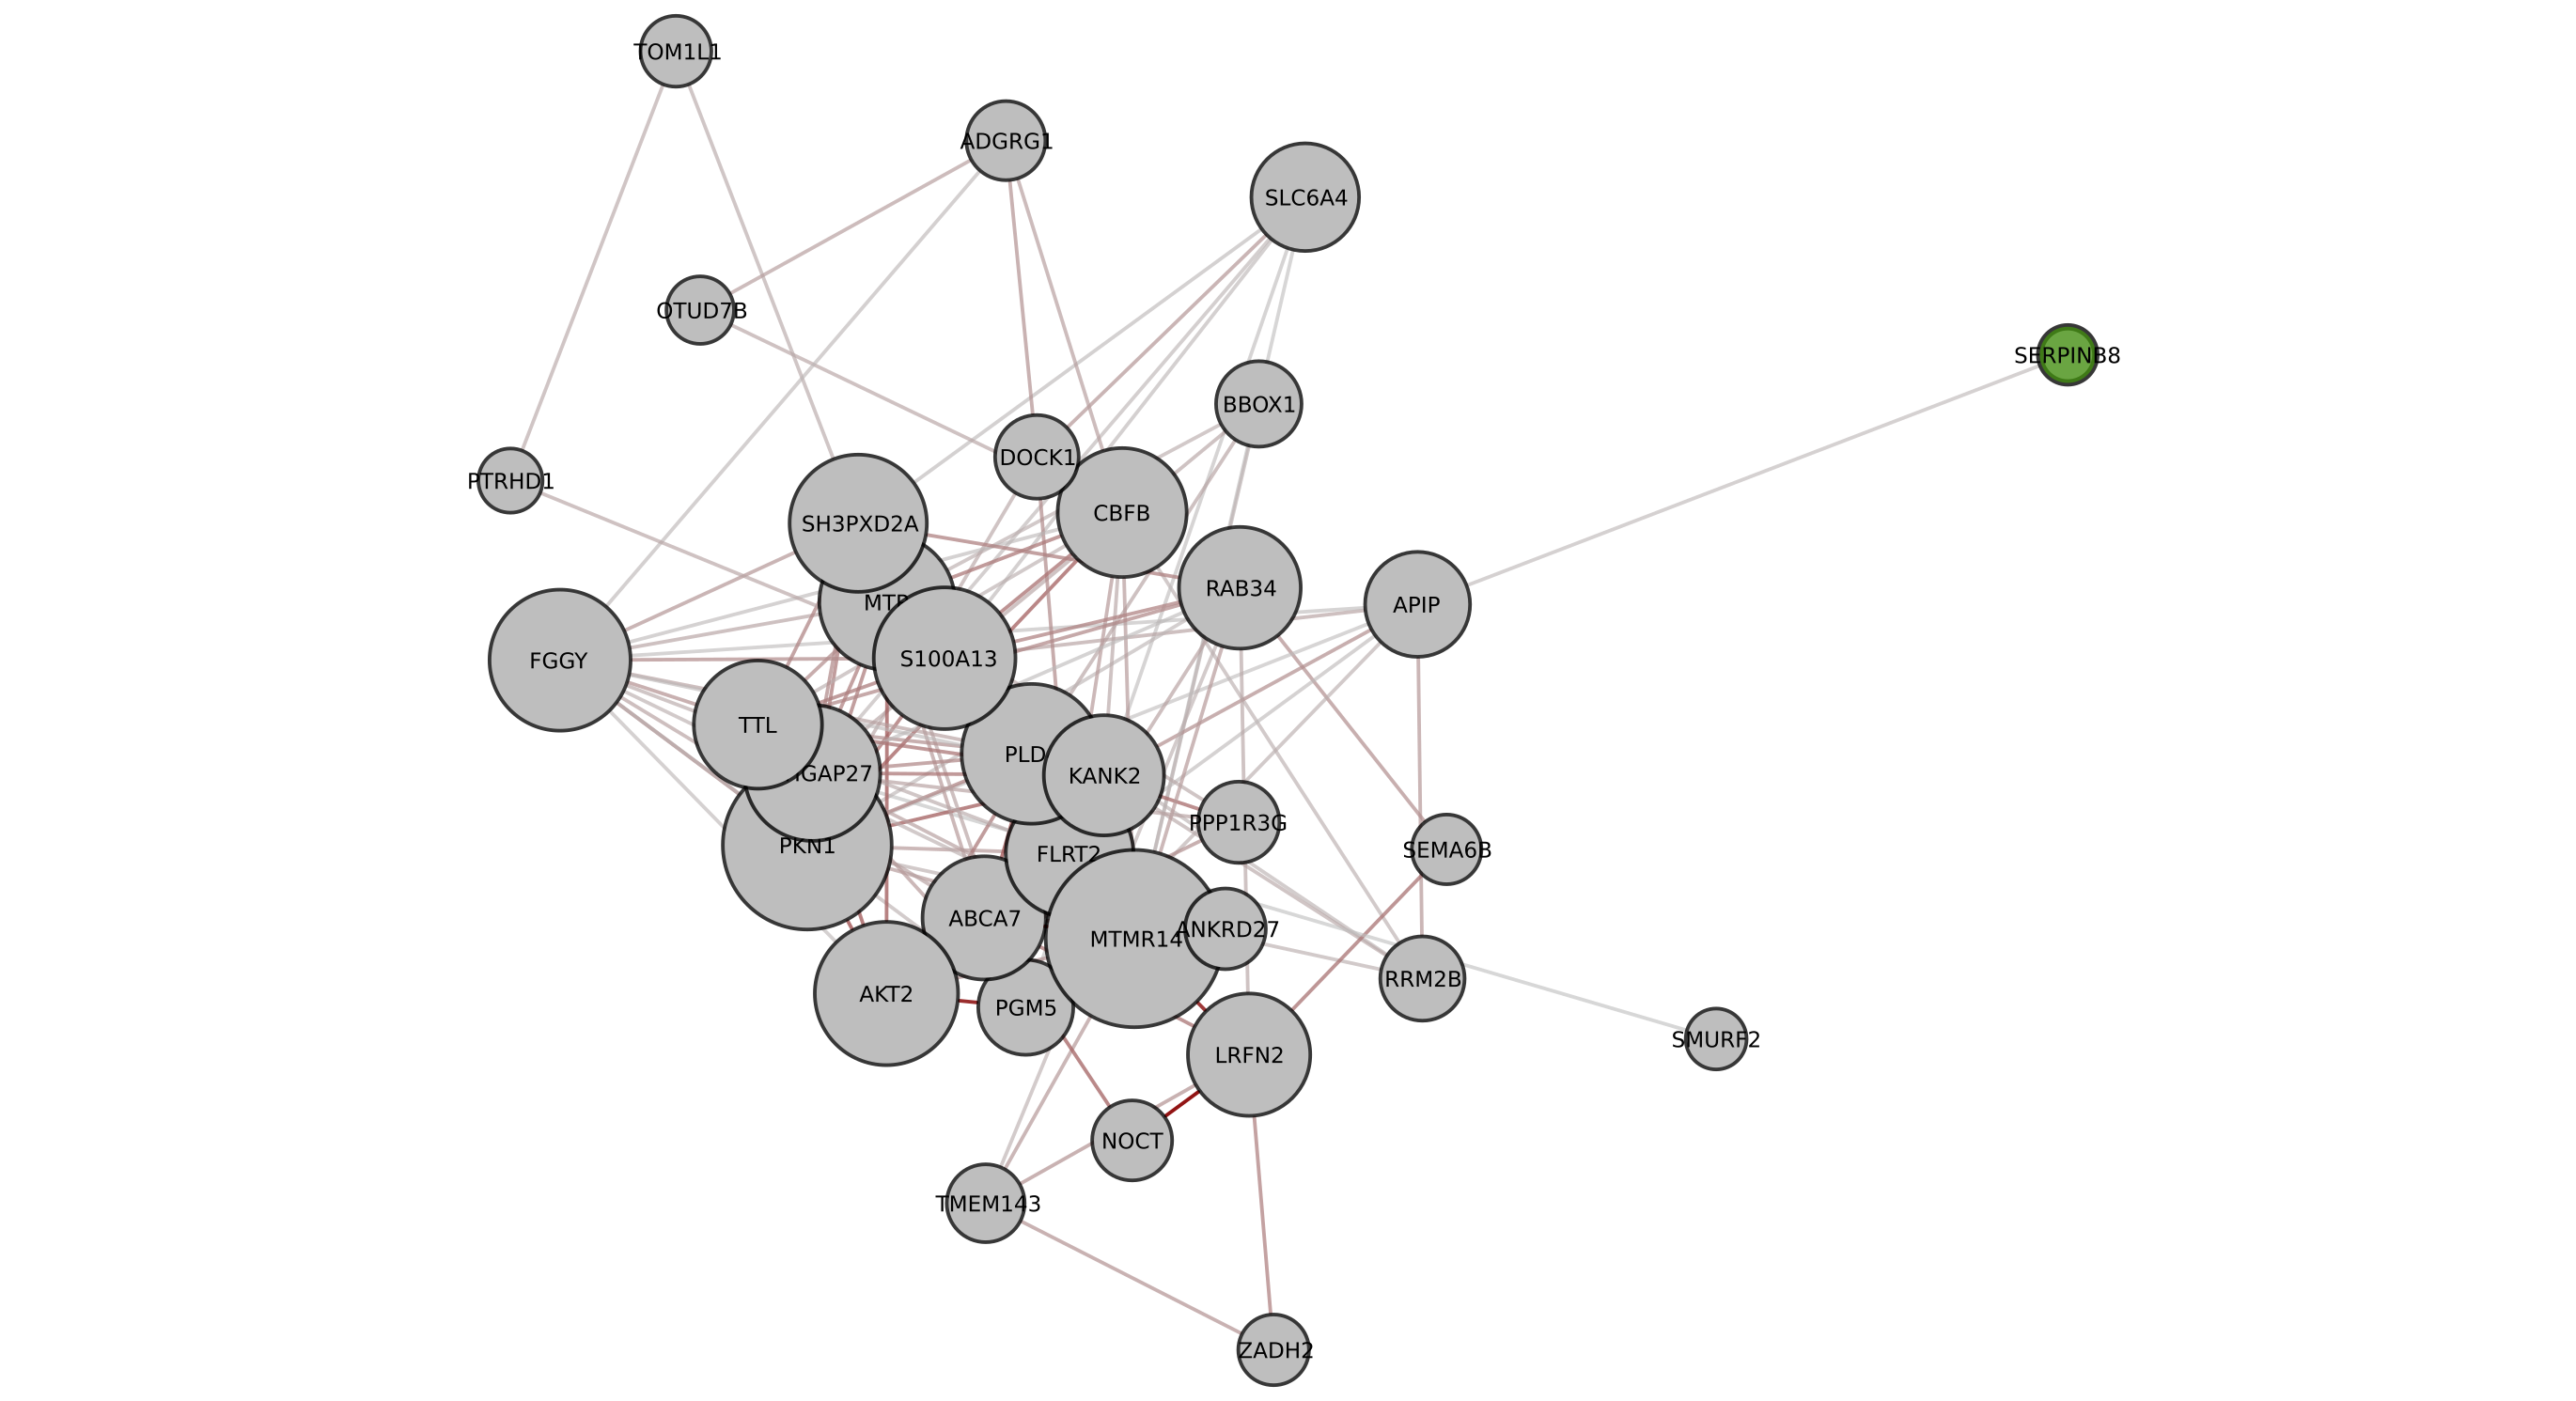 TOM1L1
ADGRG1
SLC6A4
OTUD7B
SERPINB8
BBOX1
DOCK1
PTRHD1
CBFB
SH3PXD2A
RAB34
MTP
APIP
S100A13
FGGY
TTL
PLD
GAP27
KANK2
PPP1R3G
PKN1
FLRT2
SEMA6B
ABCA7
ANKRD27
MTMR14
RRM2B
AKT2
PGM5
SMURF2
LRFN2
NOCT
TMEM143
ZADH2